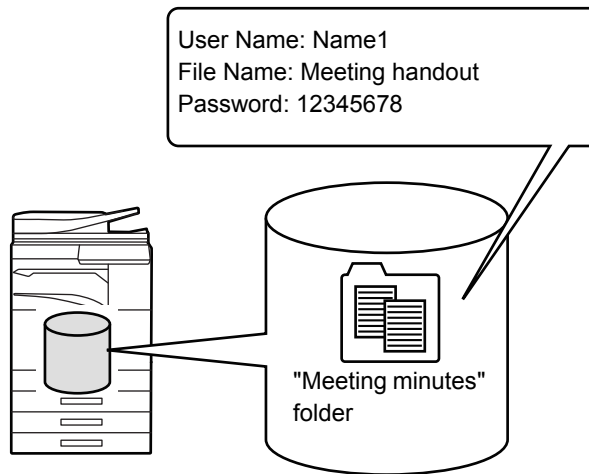 User Name: Name1
File Name: Meeting handout
Password: 12345678
"Meeting minutes"
folder